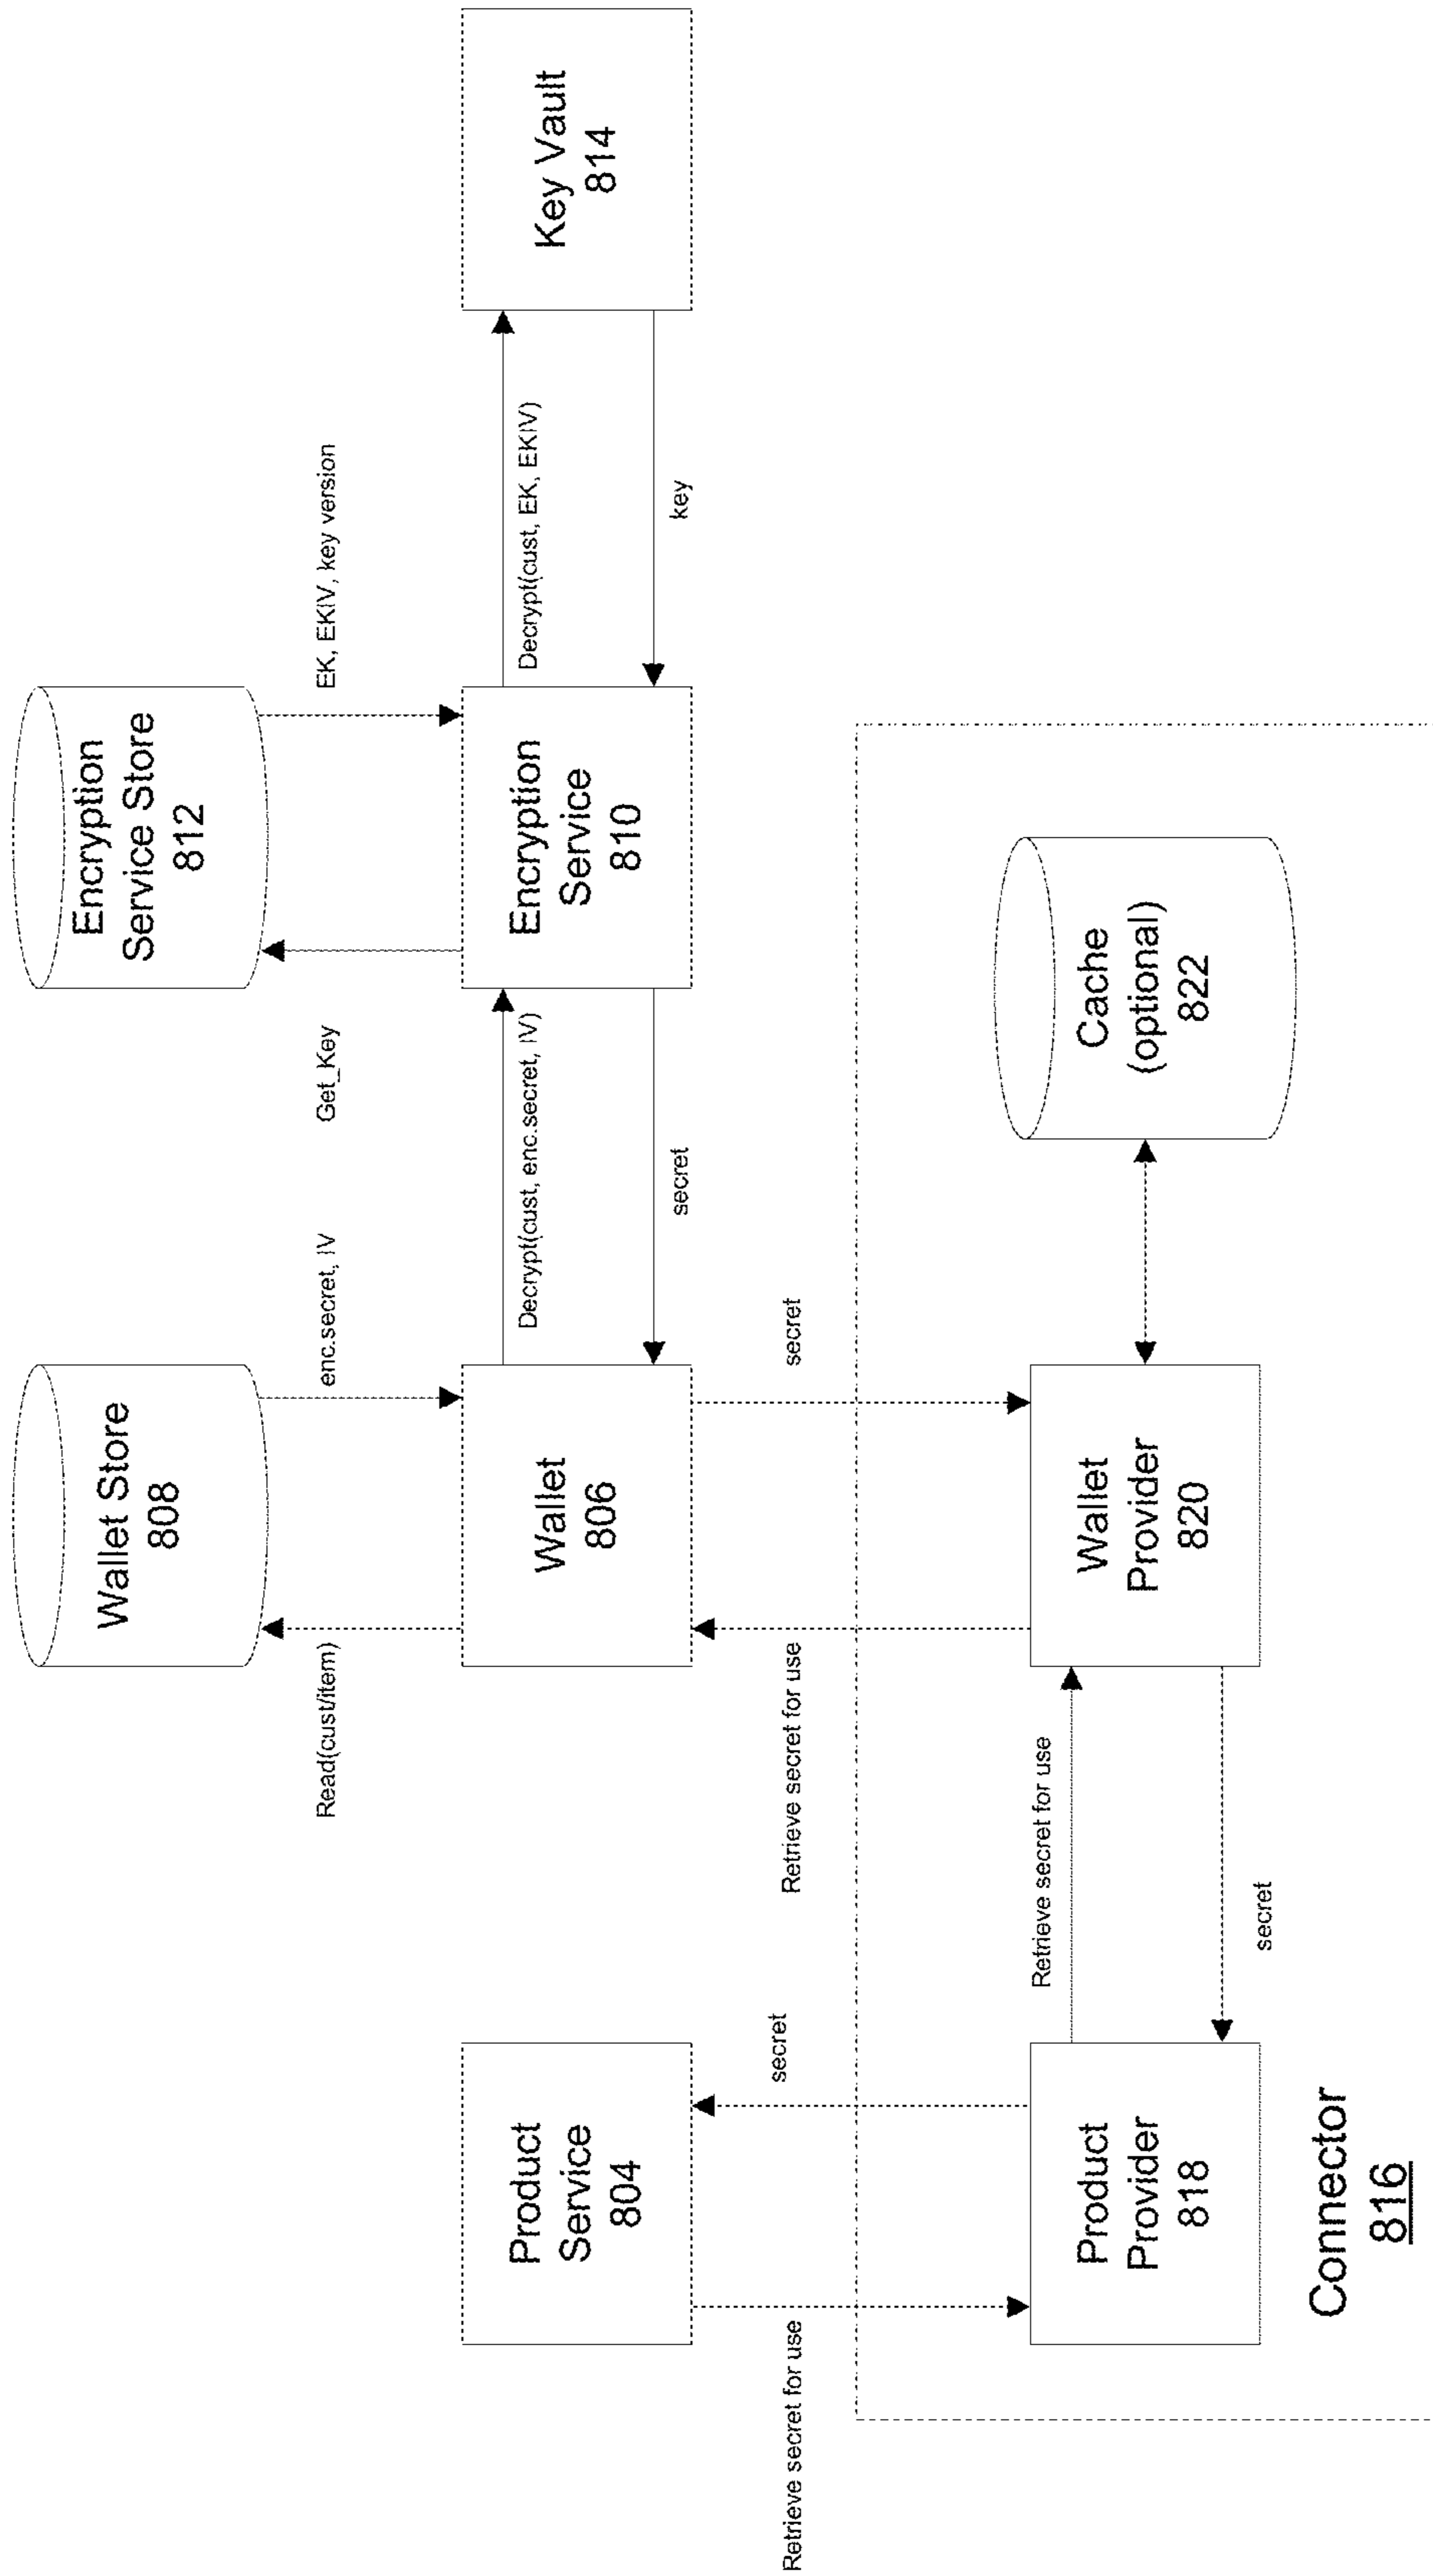 Wallet Store
808
Encryption
Service Store
812
Read(cust/item)
enc.secret, IV
Get_Key
EK, EKIV, key version
Product
Service
804
Wallet
806
Decrypt(cust, enc.secret, IV)
secret
Encryption
Service
810
Decrypt(cust, EK, EKIV)
key
Key Vault
814
Retrieve secret for use
secret
Retrieve secret for use
secret
Product
Provider
818
Retrieve secret for use
secret
Wallet
Provider
820
Cache
(optional)
822
Connector
816